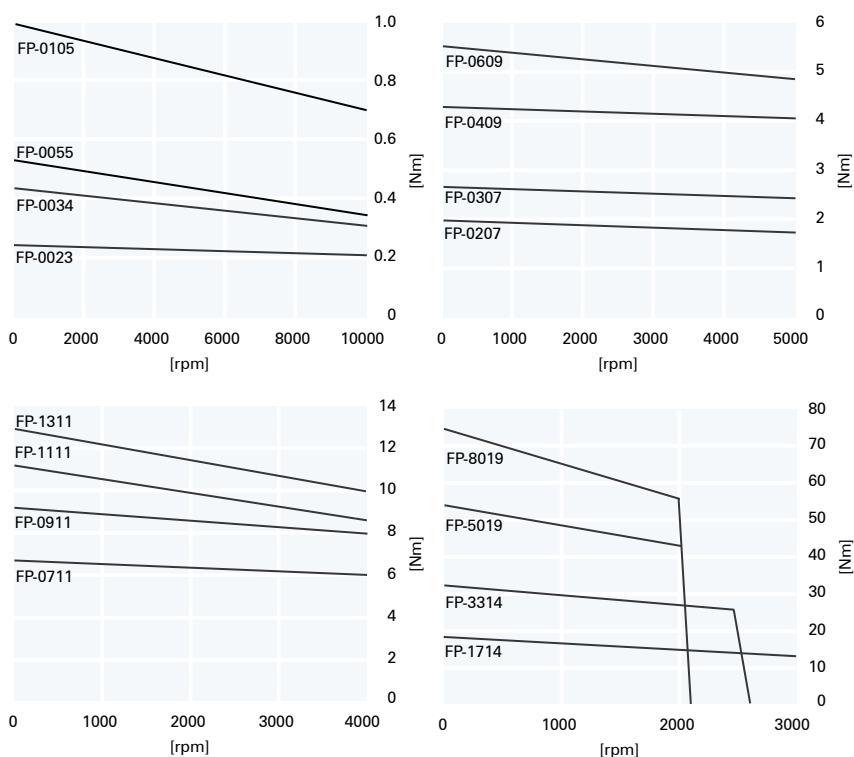 1.0
FP-0105
0.8
0.6
FP-0055
[Nm]
0.4
FP-0034
FP-0023
0.2
0
0 2000 4000 6000 8000 10000
[rpm]
6
FP-0609
5
FP-0409
4
3
[Nm]
FP-0307
2
FP-0207
1
0
0 1000 2000 3000 4000 5000
[rpm]
14
FP-1311
12
FP-1111
10
FP-0911
8
[Nm]
FP-0711
6
4
2
0
0 1000 2000 3000 4000
[rpm]
80
70
FP-8019
60
FP-5019
50
40
[Nm]
FP-3314
30
20
FP-1714
10
0
0 1000 2000 3000
[rpm]